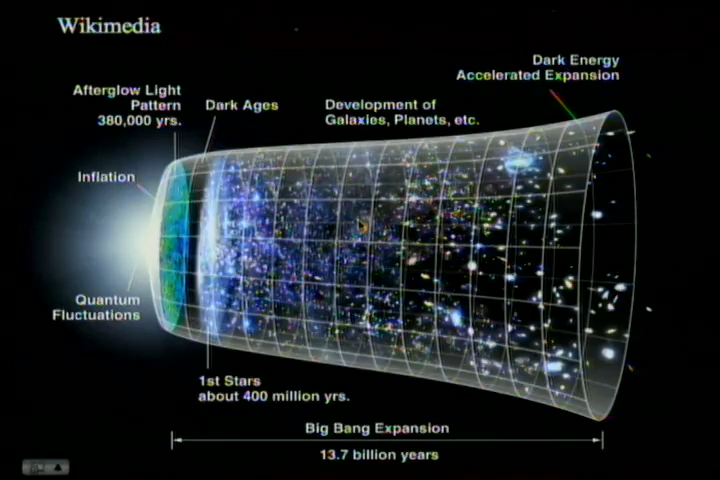 Wikimedia
Dark Energy
Accelerated Expansion
Afterglow Light
Pattern
380,000 yrs.
Dark Ages
Development of
Galaxies, Planets, etc.
Inflation
Quantum
Fluctuations
1st Stars
about 400 million yrs.
Big Bang Expansion
13.7 billion years